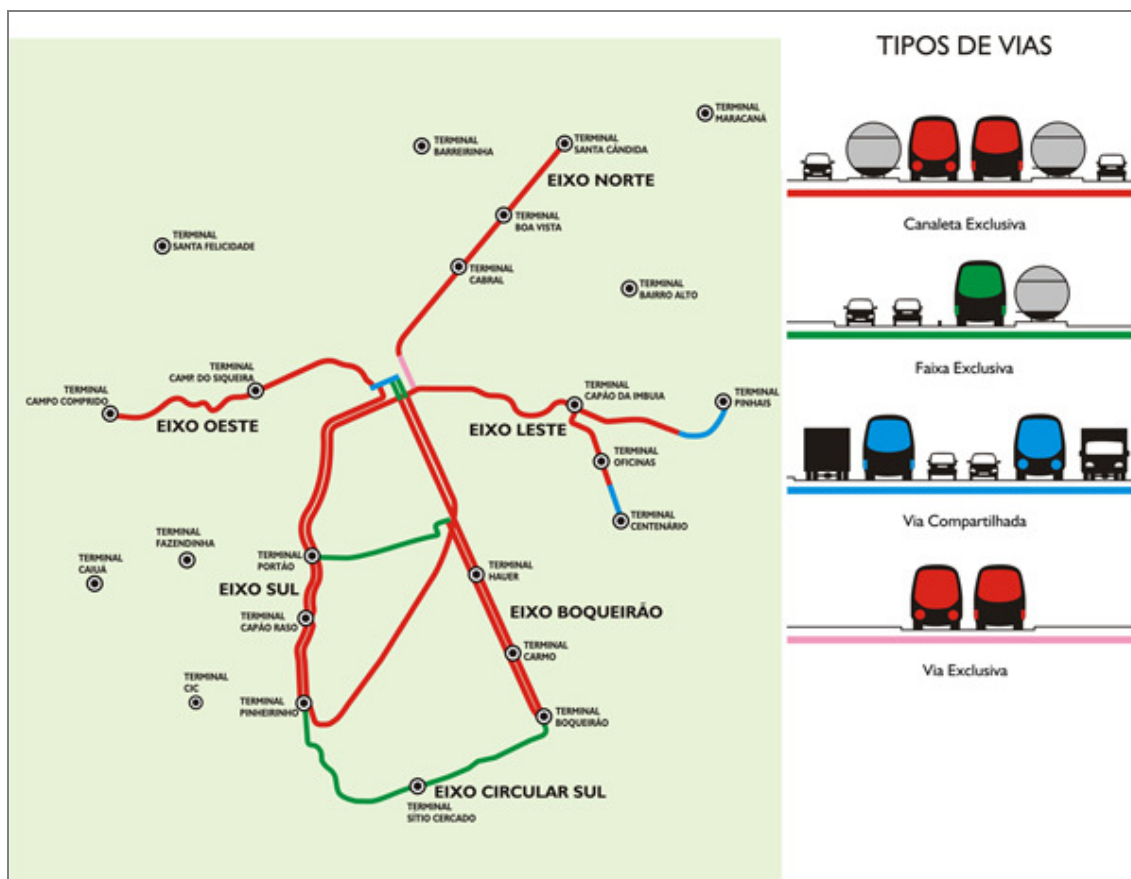 TIPOS DE VIAS
TERMINAL
MARACANÁ
TERMINAL
BARREIRINHA
TERMINAL
SANTA CÂNDIDA
EIXO NORTE
TERMINAL
BOA VISTA
TERMINAL
SANTA FELICIDADE
TERMINAL
CABRAL
TERMINAL
BAIRRO ALTO
TERMINAL
CAMP. DO SIQUEIRA
TERMINAL
CAMPO COMPRIDO
EIXO OESTE
TERMINAL
CAPÃO DA IMBUIA
TERMINAL
PINHAIS
EIXO LESTE
TERMINAL
OFICINAS
TERMINAL
CENTENÁRIO
TERMINAL
FAZENDINHA
TERMINAL
CAIUÁ
TERMINAL
PORTÃO
EIXO SUL
TERMINAL
HAUER
TERMINAL
CAPÃO RASO
EIXO BOQUEIRÃO
TERMINAL
CARMO
TERMINAL
CIC
TERMINAL
PINHEIRINHO
TERMINAL
BOQUEIRÃO
EIXO CIRCULAR SUL
TERMINAL
SÍTIO CERCADO
Canaleta Exclusiva
Faixa Exclusiva
Via Compartilhada
Via Exclusiva